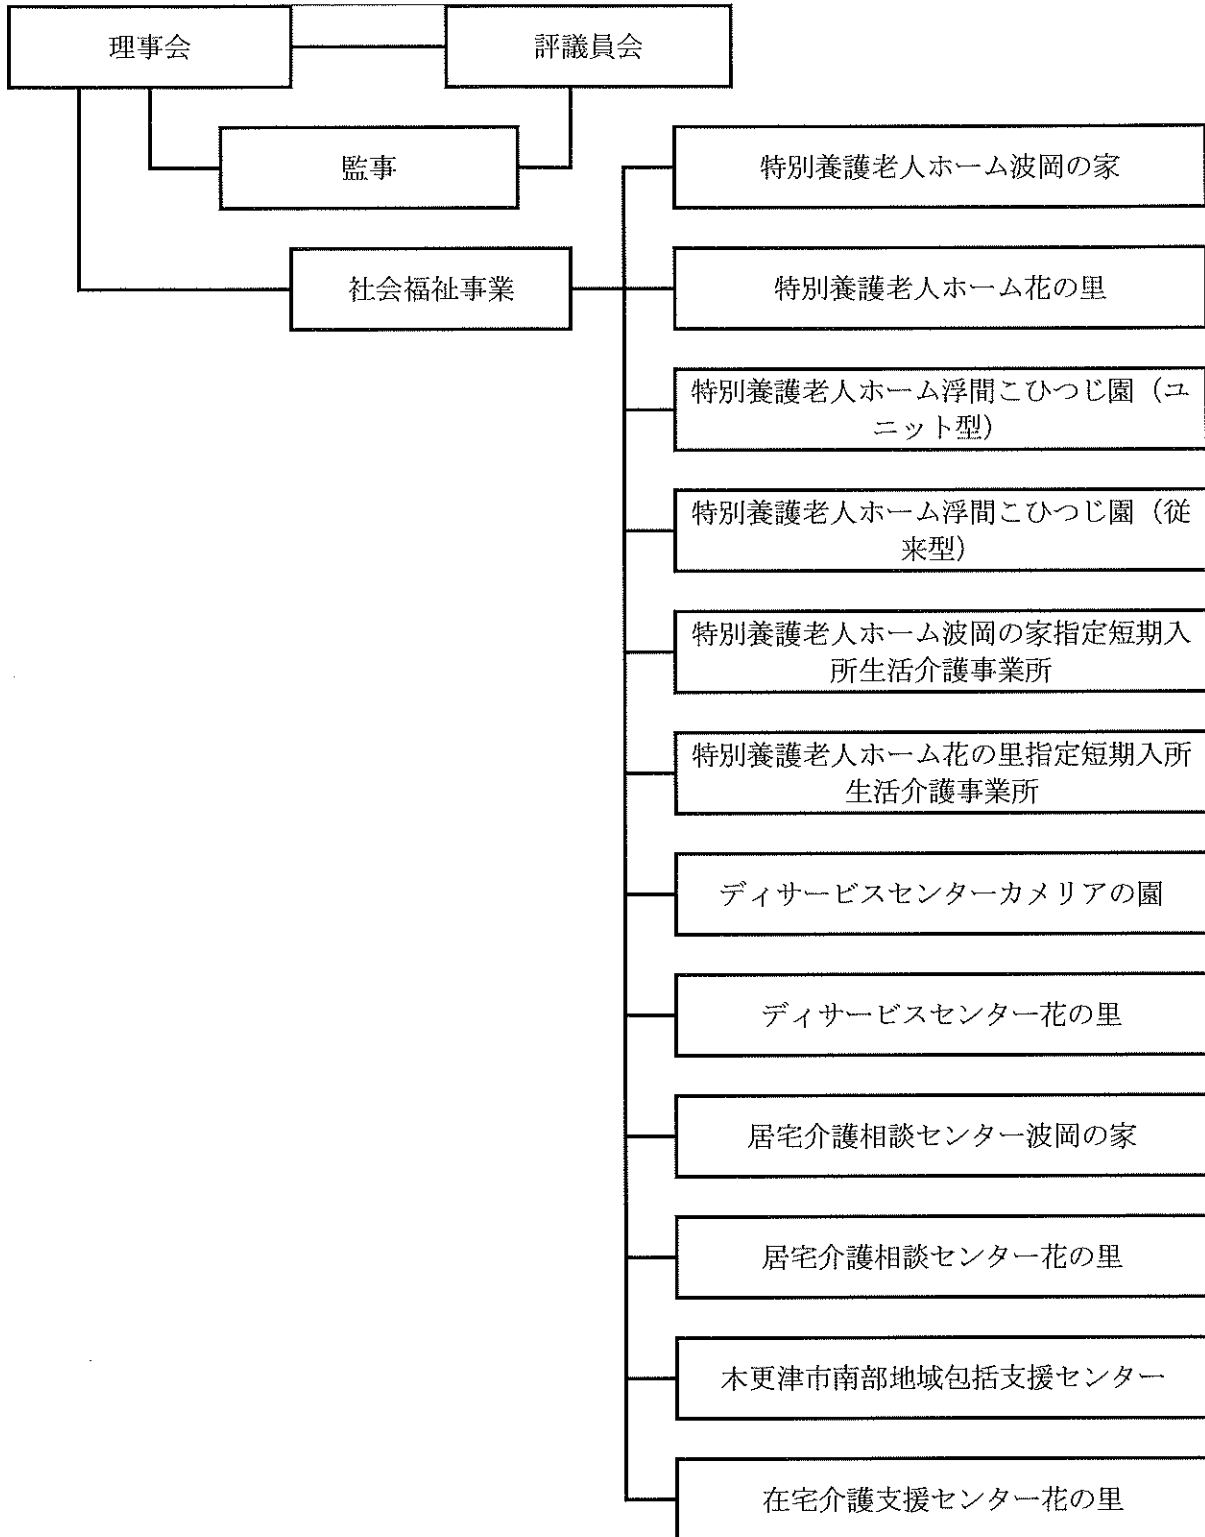 理事会
評議員会
監事
社会福祉事業
特別養護老人ホーム波岡の家
特別養護老人ホーム花の里
特別養護老人ホーム浮間こひつじ園（ユ
ニット型）
特別養護老人ホーム浮間こひつじ園（従
来型）
特別養護老人ホーム波岡の家指定短期入
所生活介護事業所
特別養護老人ホーム花の里指定短期入所
生活介護事業所
ディサービスセンターカメリアの園
ディサービスセンター花の里
居宅介護相談センター波岡の家
居宅介護相談センター花の里
木更津市南部地域包括支援センター
在宅介護支援センター花の里